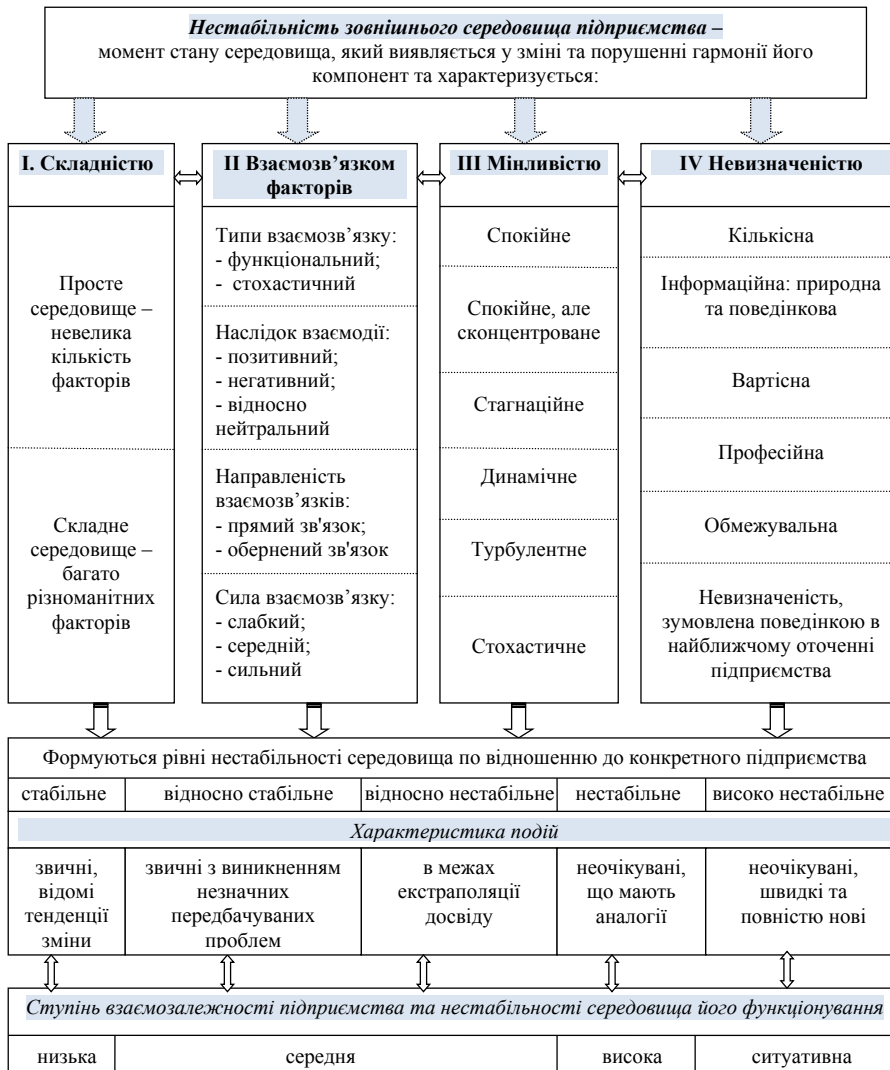 Нестабільність зовнішнього середовища підприємства –
момент стану середовища, який виявляється у зміні та порушенні гармонії його
компонент та характеризується:
І. Складністю
Просте
середовище –
невелика
кількість
факторів
Складне
середовище –
багато
різноманітних
факторів
ІІ Взаємозв’язком
факторів
Типи взаємозв’язку:
- функціональний;
- стохастичний
Наслідок взаємодії:
- позитивний;
- негативний;
- відносно
нейтральний
Направленість
взаємозв’язків:
- прямий зв'язок;
- обернений зв'язок
Сила взаємозв’язку:
- слабкий;
- середній;
- сильний
ІІІ Мінливістю
Спокійне
Спокійне, але
сконцентроване
Стагнаційне
Динамічне
Турбулентне
Стохастичне
IV Невизначеністю
Кількісна
Інформаційна: природна
та поведінкова
Вартісна
Професійна
Обмежувальна
Невизначеність,
зумовлена поведінкою в
найближчому оточенні
підприємства
Формуються рівні нестабільності середовища по відношенню до конкретного підприємства
стабільне
відносно стабільне
відносно нестабільне
нестабільне
високо нестабільне
Характеристика подій
звичні,
відомі
тенденції
зміни
звичні з виникненням
незначних
передбачуваних
проблем
в межах
екстраполяції
досвіду
неочікувані,
що мають
аналогії
неочікувані,
швидкі та
повністю нові
Ступінь взаємозалежності підприємства та нестабільності середовища його функціонування
низька
середня
висока
ситуативна